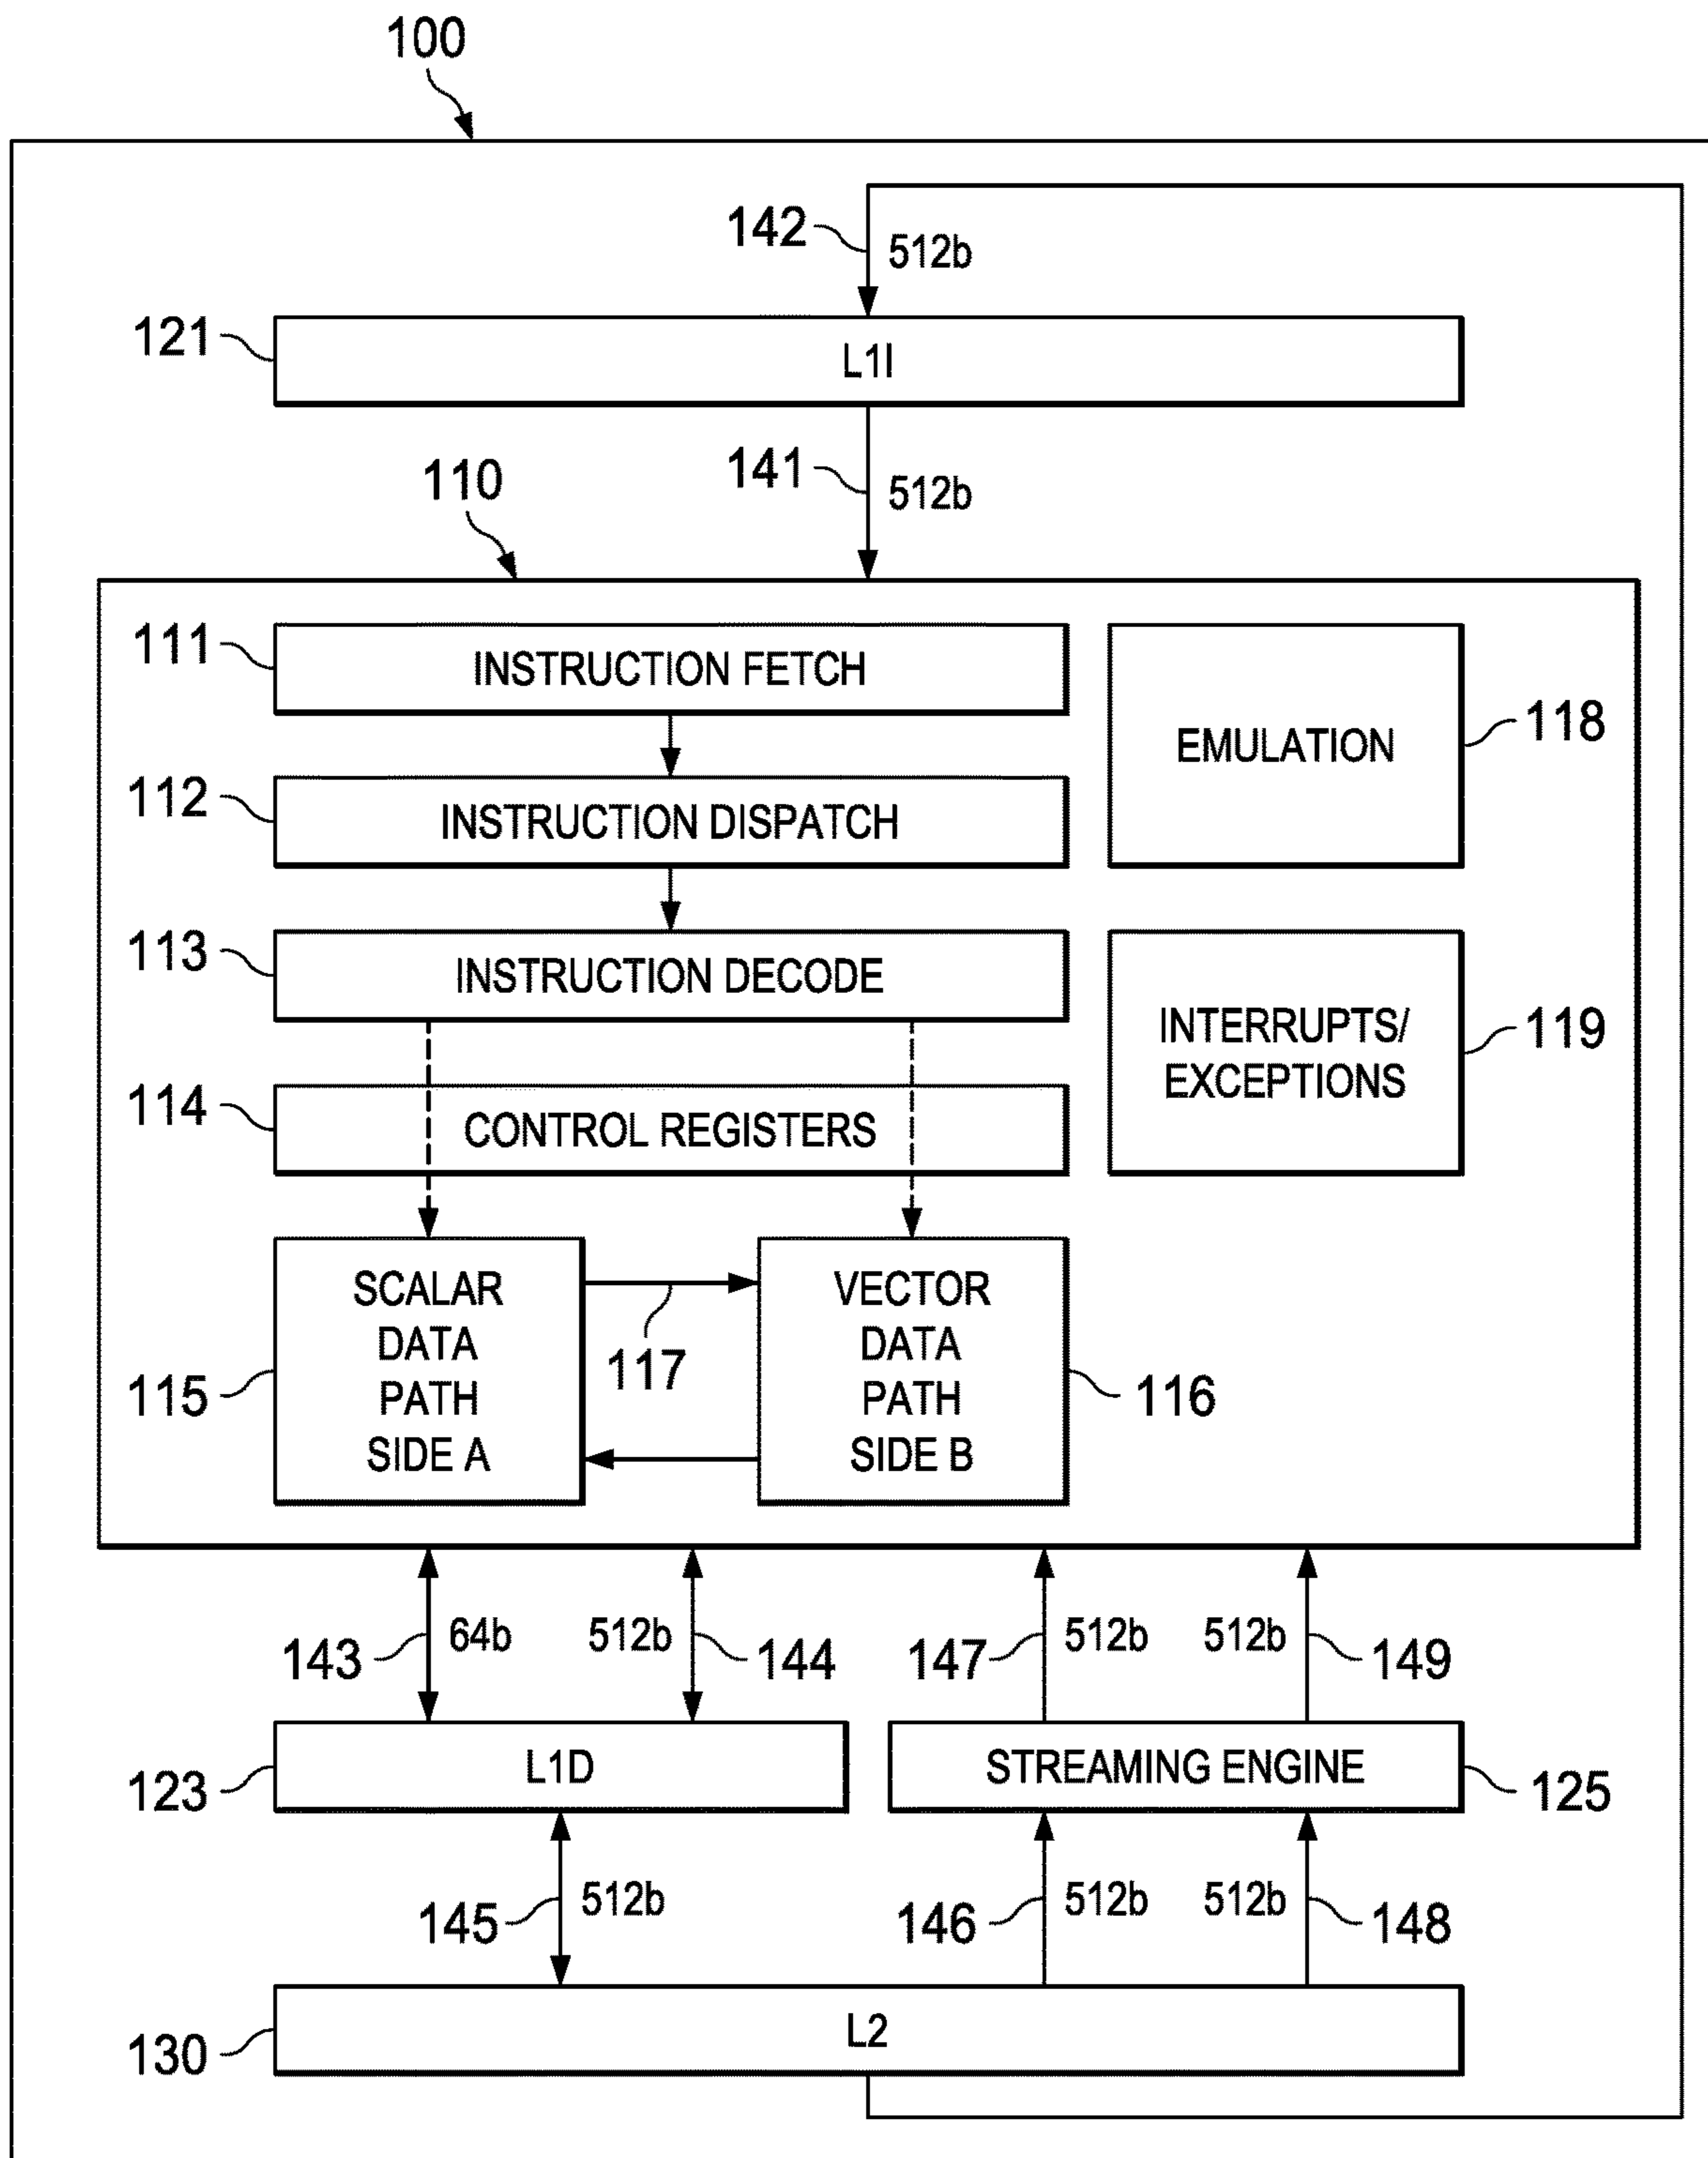 100
142
512b
121
L1I
141
512b
110
111
INSTRUCTION FETCH
118
EMULATION
112
INSTRUCTION DISPATCH
113
INSTRUCTION DECODE
119
INTERRUPTS/
EXCEPTIONS
114
CONTROL REGISTERS
SCALAR
DATA
PATH
SIDE A
115
117
VECTOR
DATA
PATH
SIDE B
116
143
64b
512b
144
147
512b
512b
149
123
L1D
STREAMING ENGINE
125
145
512b
146
512b
512b
148
130
L2